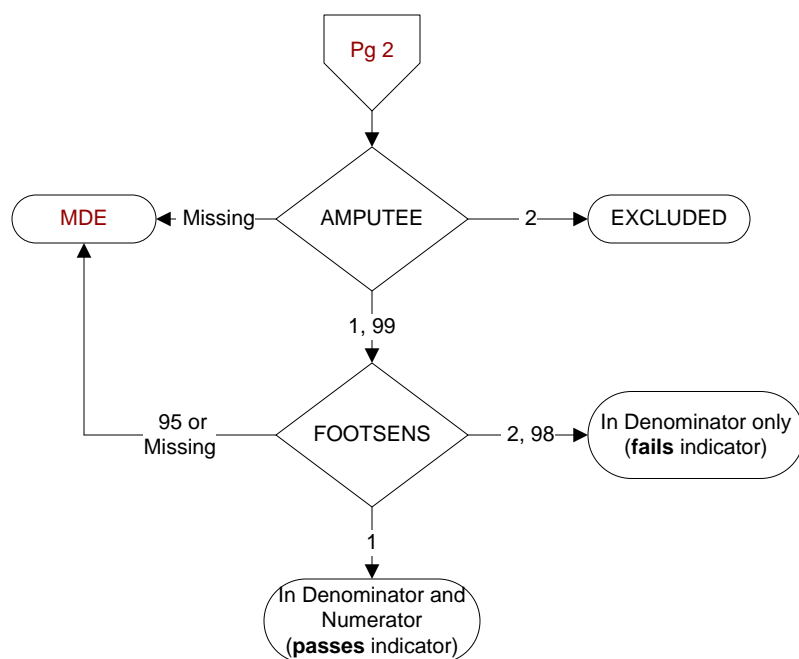 Pg 2
MDE
Missing
AMPUTEE
2
EXCLUDED
1, 99
95 or
Missing
FOOTSENS
2, 98
In Denominator only
(fails indicator)
1
In Denominator and
Numerator
(passes indicator)